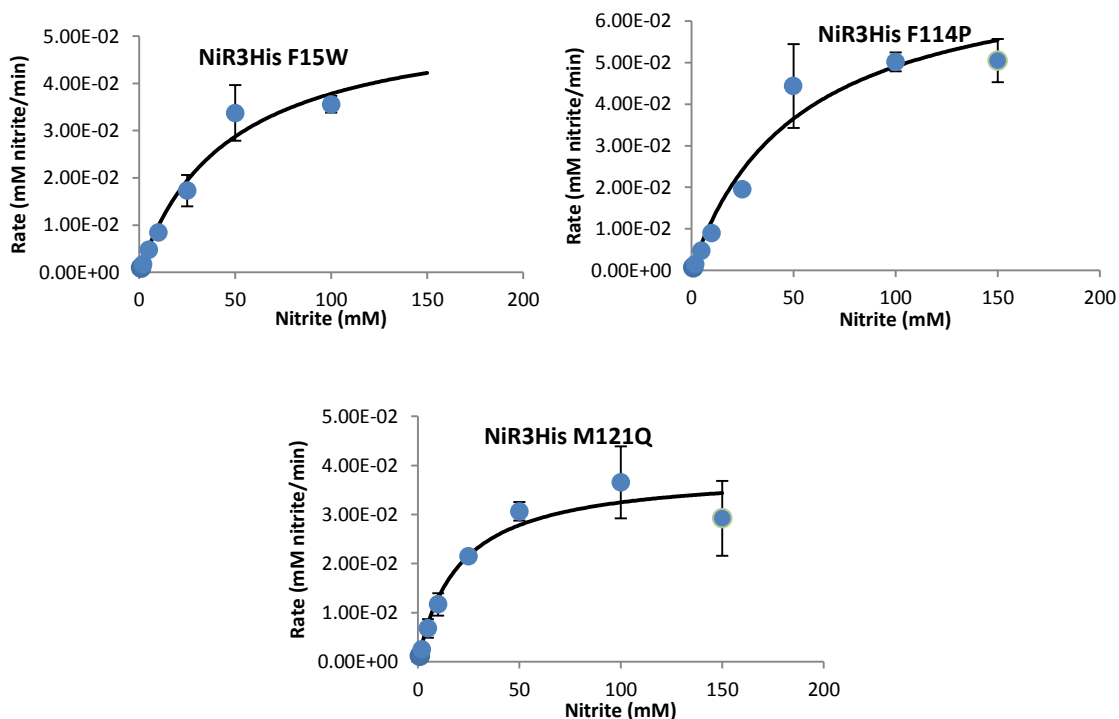 NiR3His F15W
Rate (mM nitrite/min)
5.00E-02
4.00E-02
3.00E-02
2.00E-02
1.00E-02
0.00E+00
0 50 100 150 200
Nitrite (mM)
NiR3His F114P
Rate (mM nitrite/min)
6.00E-02
5.00E-02
4.00E-02
3.00E-02
2.00E-02
1.00E-02
0.00E+00
0 50 100 150 200
Nitrite (mM)
NiR3His M121Q
Rate (mM nitrite/min)
5.00E-02
4.00E-02
3.00E-02
2.00E-02
1.00E-02
0.00E+00
0 50 100 150 200
Nitrite (mM)